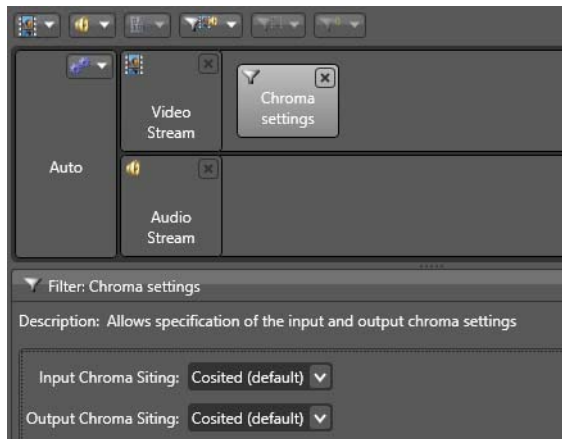 Chroma
settings
Video
Stream
Auto
Audio
Stream
Filter: Chroma settings
Description: Allows specification of the input and output chroma settings
Input Chroma Siting: Cosited (default)
Output Chroma Siting: Cosited (default)